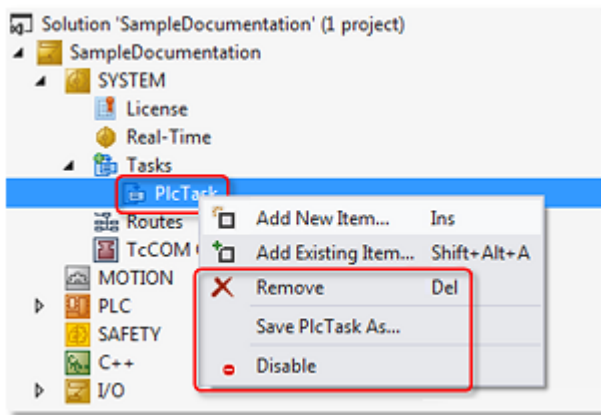 Solution 'SampleDocumentation' (1 project)
SampleDocumentation
SYSTEM
License
Real-Time
Tasks
PlcTask
Routes
Add New Item... Ins
TcCOM
Add Existing Item... Shift+Alt+A
MOTION
Remove Del
PLC
Save PlcTask As...
SAFETY
C++
Disable
I/O